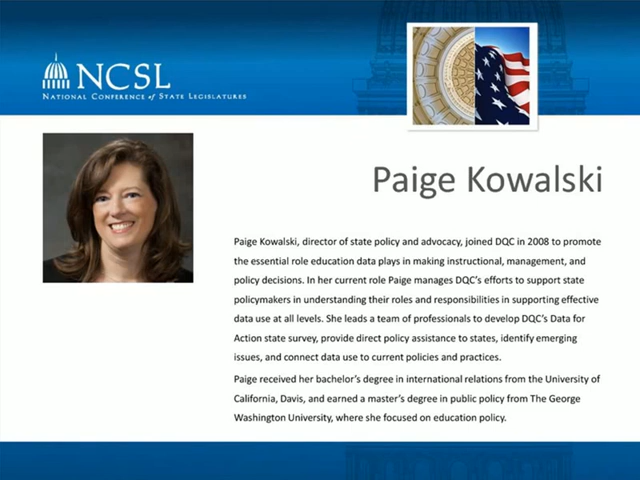 NCSL
NATIONAL CONFERENCE of STATE LEGISLATURES
Paige Kowalski
Paige Kowalski, director of state policy and advocacy, joined DQC in 2008 to promote
the essential role education data plays in making instructional, management, and
policy decisions. In her current role Paige manages DQC's efforts to support state
policymakers in understanding their roles and responsibilities in supporting effective
data use at all levels. She leads a team of professionals to develop DQC's Data for
Action state survey, provide direct policy assistance to states, identify emerging
issues, and connect data use to current policies and practices.
Paige received her bachelor's degree in international relations from the University of
California, Davis, and earned a master's degree in public policy from The George
Washington University, where she focused on education policy.